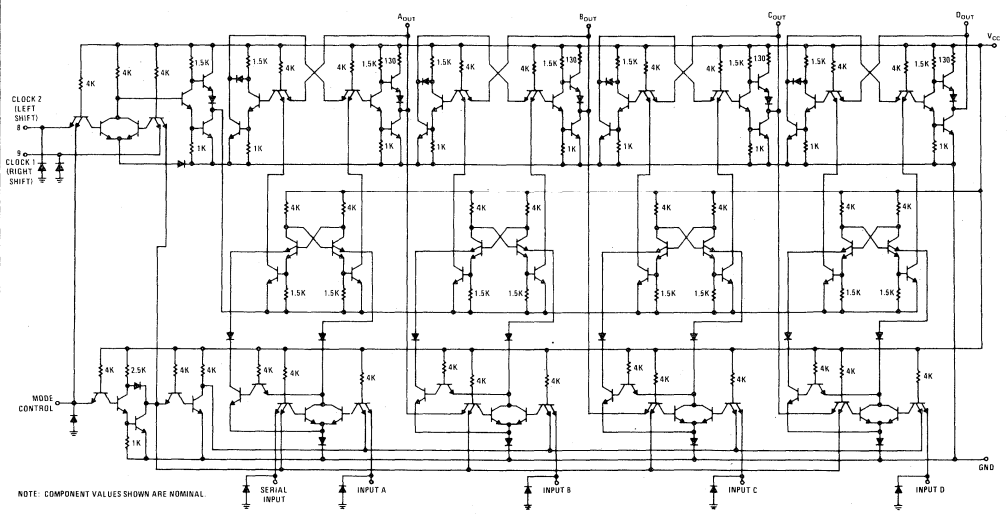 AOUT
BOUT
COUT
DOUT
VCC
4K
4K
4K
1.5K
1.5K
4K
4K
1.5K
130
1.5K
4K
4K
1.5K
130
1.5K
4K
4K
1.5K
130
1.5K
4K
4K
1.5K
130
CLOCK 2
(LEFT
SHIFT)
8
9
CLOCK 1
(RIGHT
SHIFT)
1K
1K
1K
1K
1K
1K
1K
1K
1K
4K
4K
4K
4K
4K
4K
4K
4K
1.5K
1.5K
1.5K
1.5K
1.5K
1.5K
1.5K
1.5K
4K
2.5K
4K
4K
4K
4K
4K
4K
4K
4K
4K
4K
4K
4K
4K
4K
MODE
CONTROL
1K
GND
NOTE: COMPONENT VALUES SHOWN ARE NOMINAL.
SERIAL
INPUT
INPUT A
INPUT B
INPUT C
INPUT D